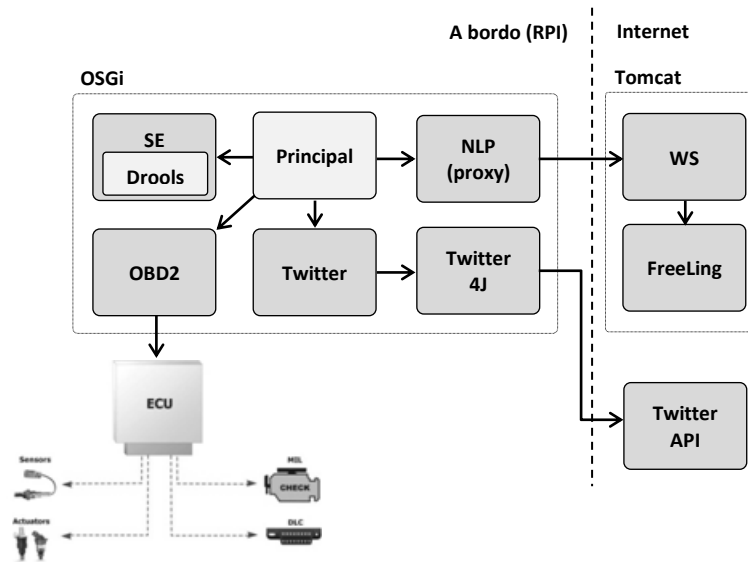 A bordo (RPI)
Internet
OSGi
Tomcat
SE
Drools
Principal
NLP
(proxy)
WS
OBD2
Twitter
Twitter
4J
FreeLing
ECU
Twitter
API
Sensors
MIL
CHECK
Actuators
DLC